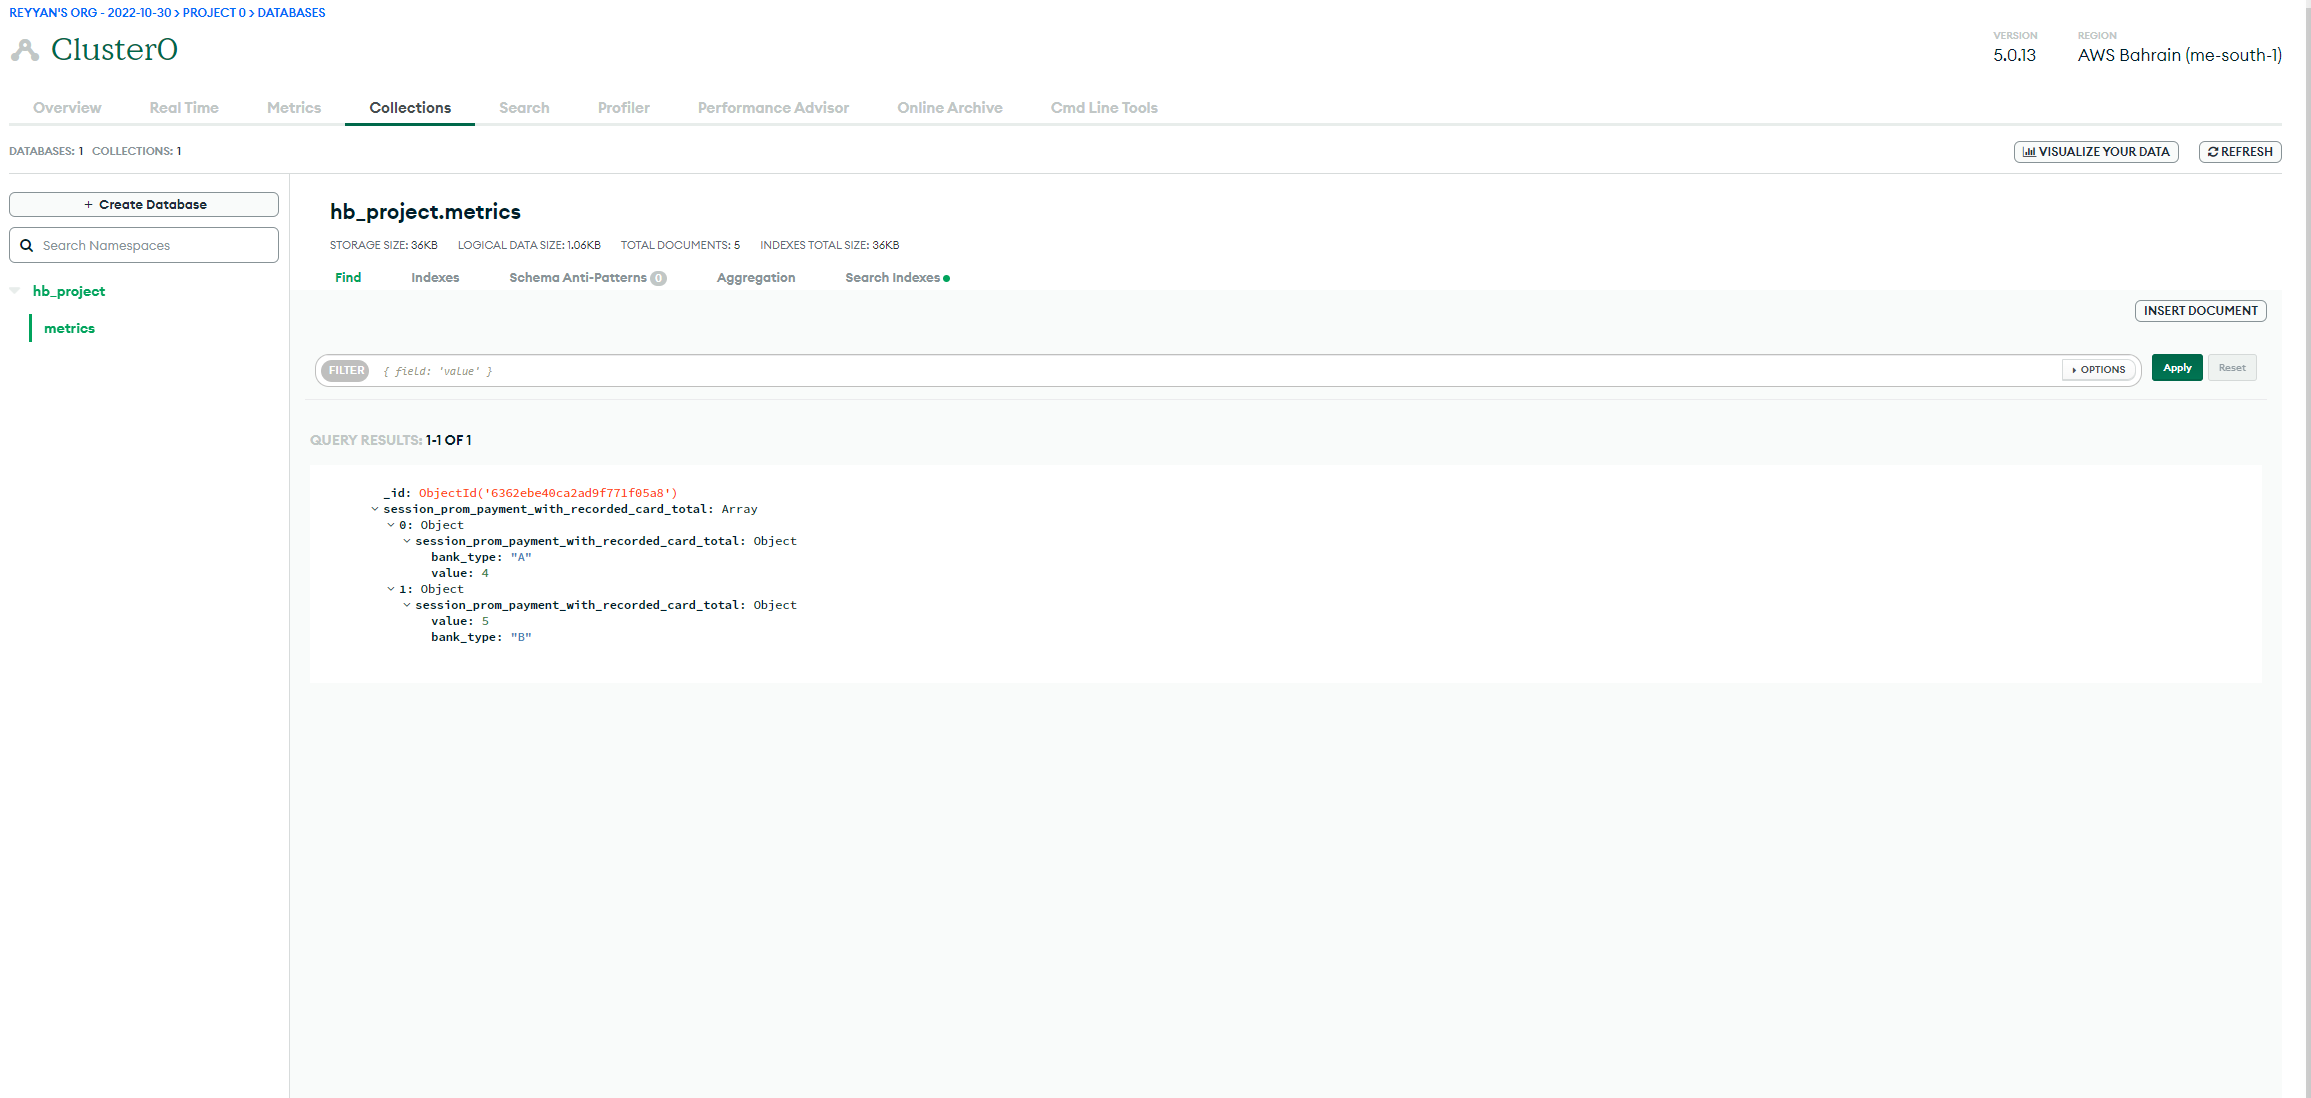 REYYAN'S ORG - 2022-10-30 > PROJECT 0 > DATABASES
Cluster0
VERSION
5.0.13
REGION
AWS Bahrain (me-south-1)
Overview
Real Time
Metrics
Collections
Search
Profiler
Performance Advisor
Online Archive
Cmd Line Tools
DATABASES: 1 COLLECTIONS: 1
VISUALIZE YOUR DATA
REFRESH
+ Create Database
Search Namespaces
hb_project
metrics
hb_project.metrics
STORAGE SIZE: 36KB LOGICAL DATA SIZE: 1.06KB TOTAL DOCUMENTS: 5 INDEXES TOTAL SIZE: 36KB
Find
Indexes
Schema Anti-Patterns 0
Aggregation
Search Indexes
INSERT DOCUMENT
FILTER { field: 'value' }
OPTIONS
Apply
Reset
QUERY RESULTS: 1-1 OF 1
_id: ObjectId('6362ebe40ca2ad9f771f05a8')
session_prom_payment_with_recorded_card_total: Array
0: Object
session_prom_payment_with_recorded_card_total: Object
bank_type: "A"
value: 4
1: Object
session_prom_payment_with_recorded_card_total: Object
value: 5
bank_type: "B"